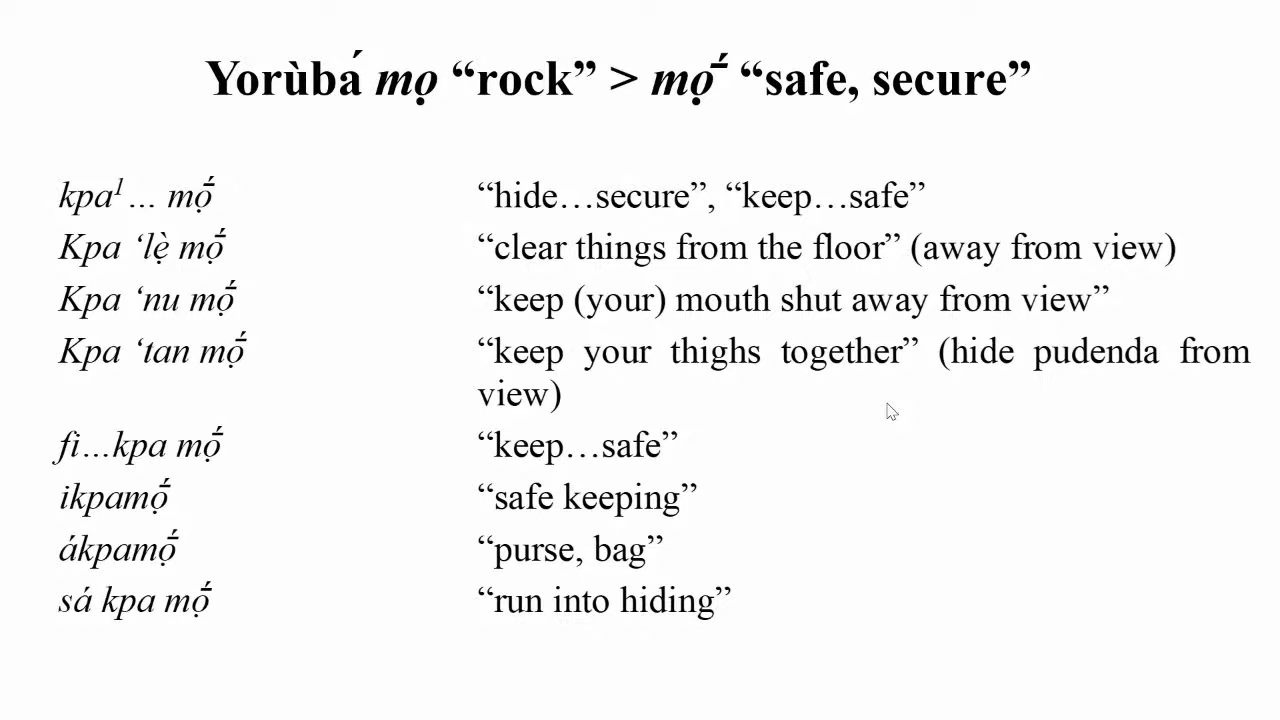 Yorùbá mọ “rock” > mọ̄́ “safe, secure”
kpa¹… mọ̄́ “hide…secure”, “keep…safe”
Kpa ‘lẹ̀ mọ̄́ “clear things from the floor” (away from view)
Kpa ‘nu mọ̄́ “keep (your) mouth shut away from view”
Kpa ‘tan mọ̄́ “keep your thighs together” (hide pudenda from
view)
fi…kpa mọ̄́ “keep…safe”
ikpamọ̄́ “safe keeping”
ákpamọ̄́ “purse, bag”
sá kpa mọ̄́ “run into hiding”